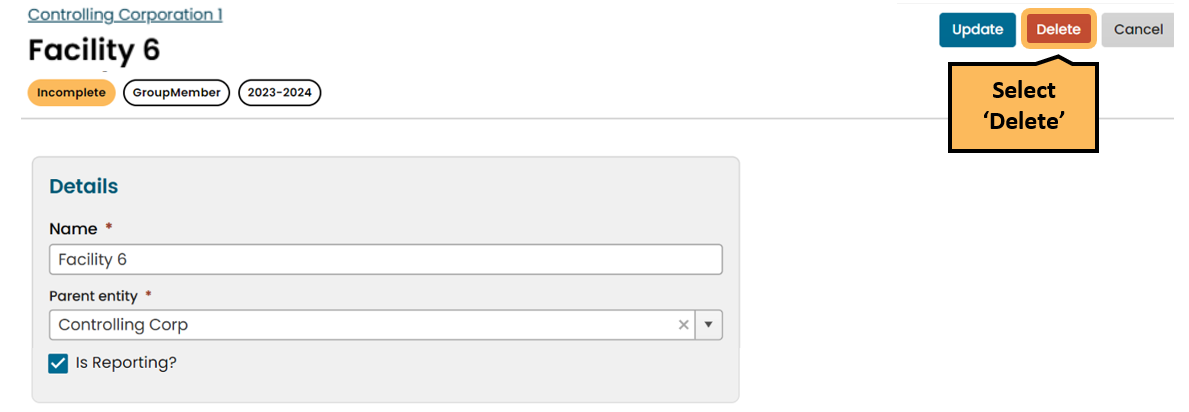 Controlling Corporation 1
Facility 6
Update Delete Cancel
Incomplete GroupMember 2023-2024
Select
‘Delete’
Details
Name *
Facility 6
Parent entity *
Controlling Corp
Is Reporting?